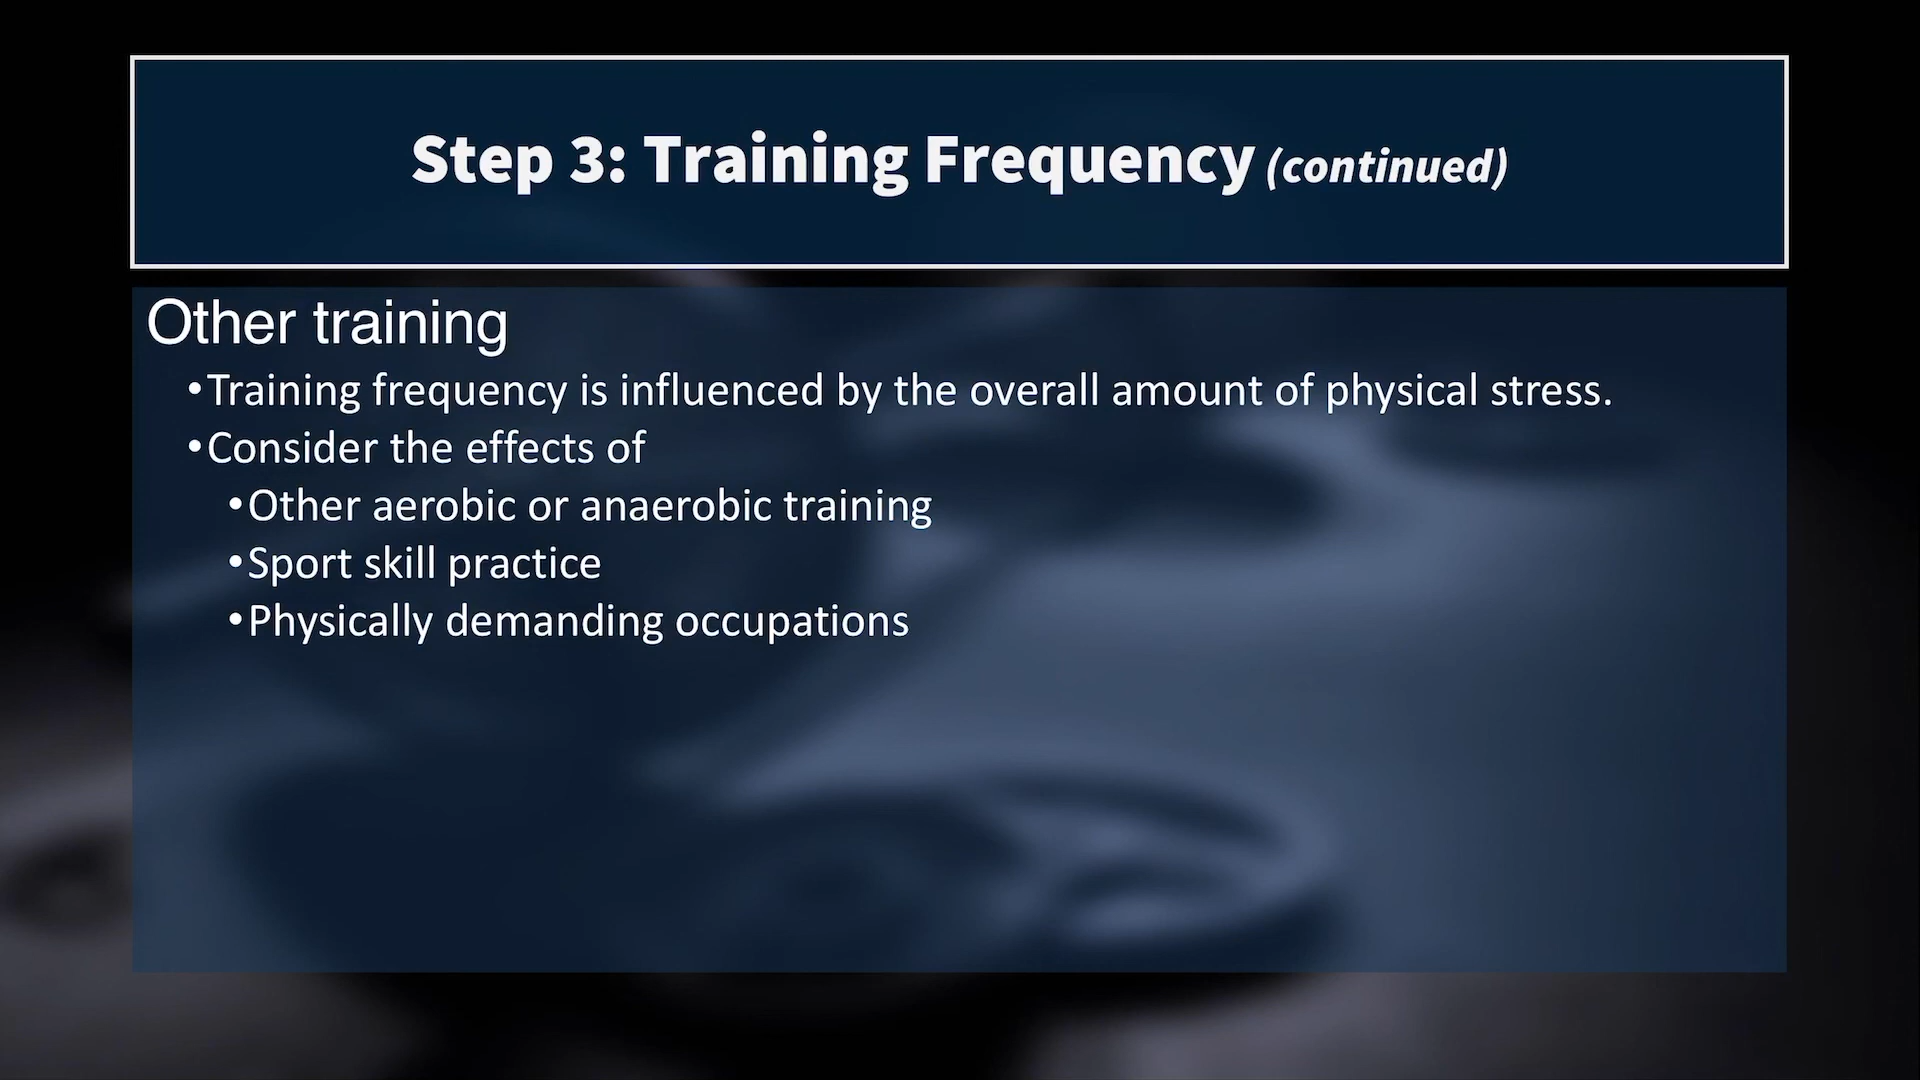 Step 3: Training Frequency (continued)
Other training
•Training frequency is influenced by the overall amount of physical stress.
•Consider the effects of
•Other aerobic or anaerobic training
•Sport skill practice
•Physically demanding occupations